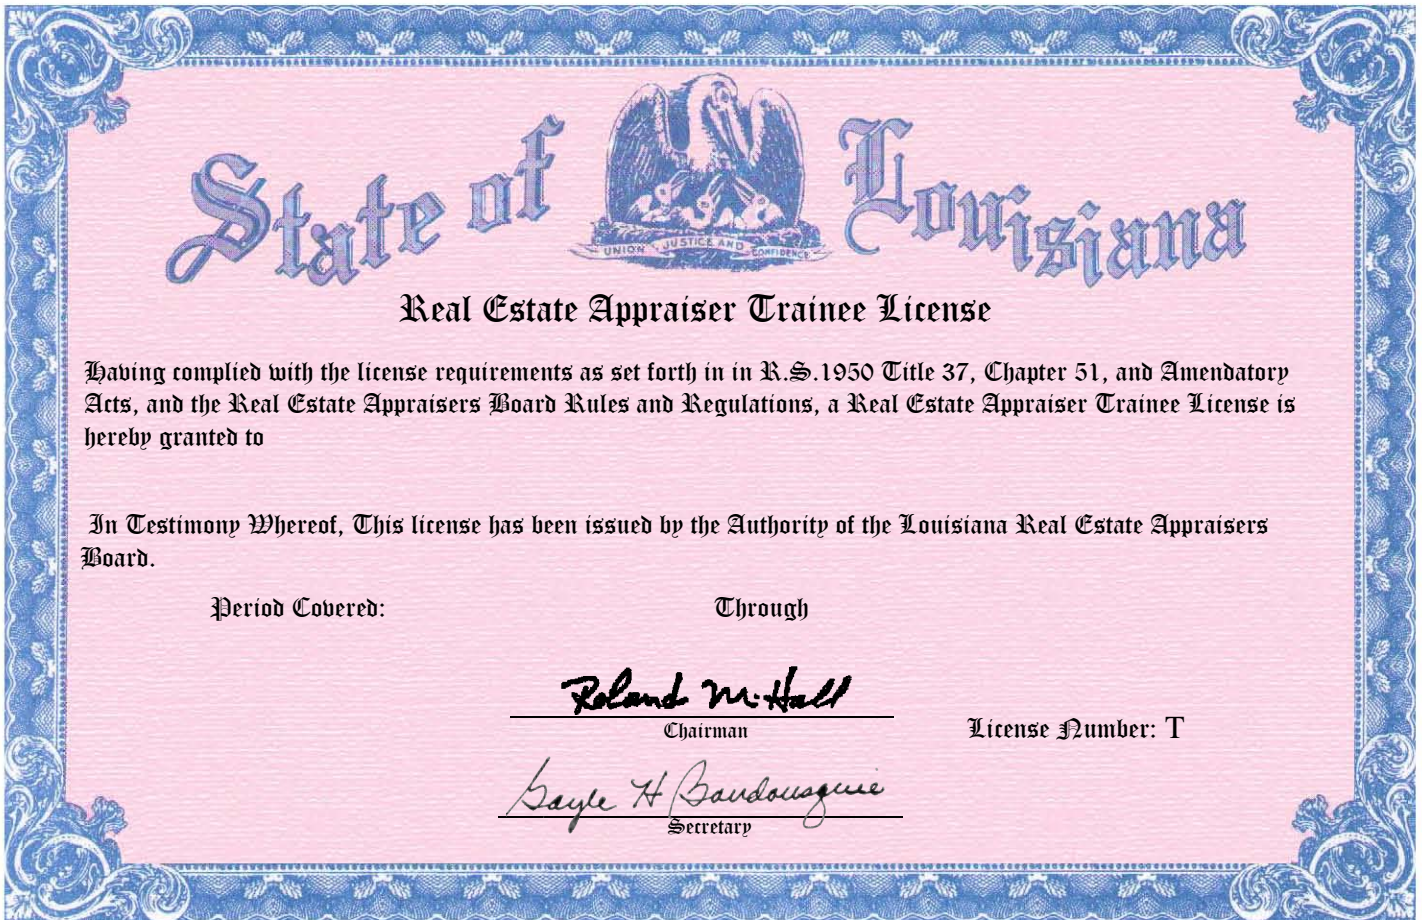 State of Louisiana
UNION JUSTICE AND CONFIDENCE
Real Estate Appraiser Trainee License
Having complied with the license requirements as set forth in in R.S.1950 Title 37, Chapter 51, and Amendatory
Acts, and the Real Estate Appraisers Board Rules and Regulations, a Real Estate Appraiser Trainee License is
hereby granted to
In Testimony Whereof, This license has been issued by the Authority of the Louisiana Real Estate Appraisers
Board.
Period Covered: Through
Roland M. Hall
Chairman
License Number: T
Gayle H Boudousquie
Secretary